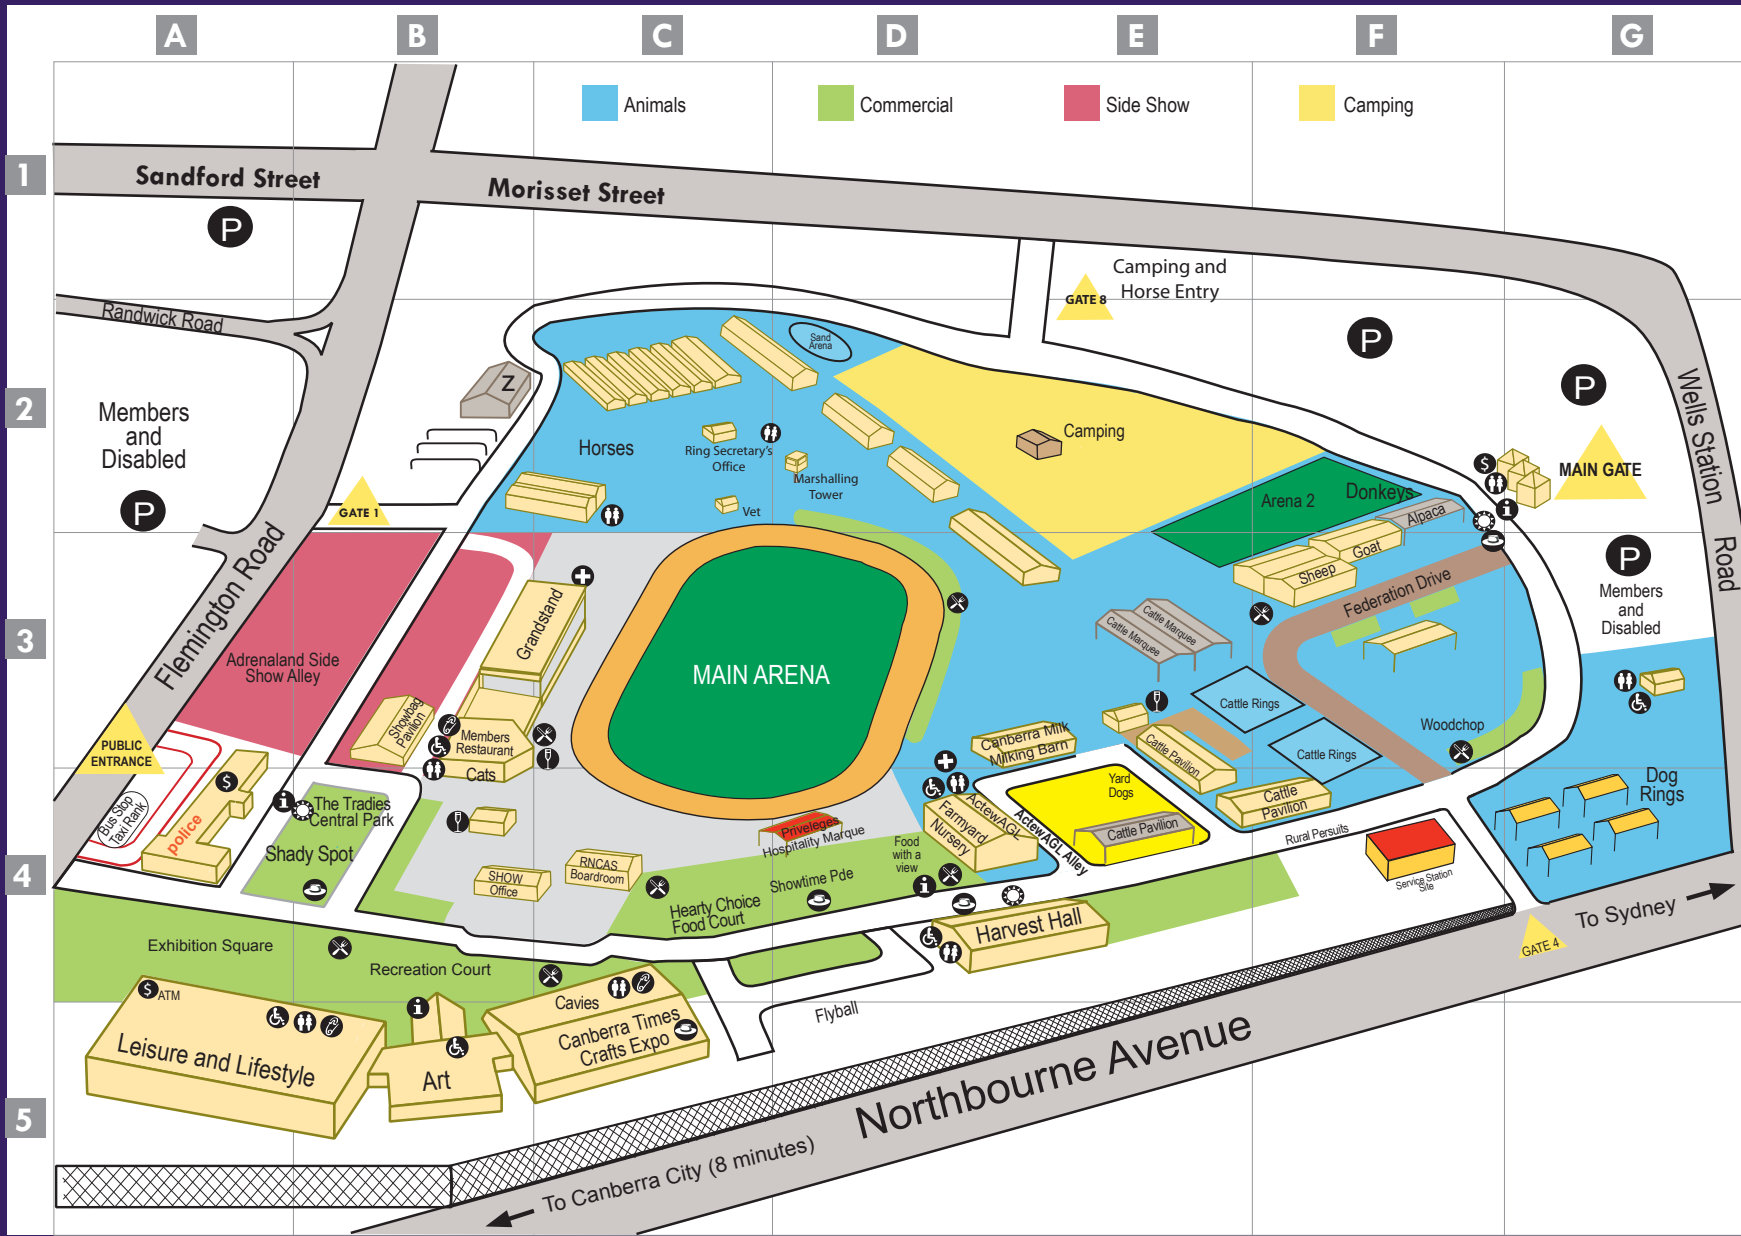 A
B
C
D
E
F
G
Animals
Commercial
Side Show
Camping
1
Sandford Street
Morisset Street
P
Camping and
Horse Entry
GATE 8
Randwick Road
Sand
Arena
P
P
Wells Station
Road
Z
2
Members
and
Disabled
Camping
Horses
Ring Secretary's
Office
Marshalling
Tower
Vet
$
MAIN GATE
i
Arena 2
Donkeys
Alpaca
P
GATE 1
Goat
Sheep
P
Members
and
Disabled
Federation Drive
Flemington Road
Grandstand
3
Cattle Marquee
Cattle Marquee
Adrenaland Side
Show Alley
MAIN ARENA
Cattle Rings
Woodchop
Showbag
Pavilion
Members
Restaurant
Cats
Canberra Milk
Milking Barn
Cattle Pavilion
Cattle Rings
PUBLIC
ENTRANCE
$
Bus Stop
Taxi Rank
police
i
The Tradies
Central Park
Shady Spot
Yard
Dogs
Cattle
Pavilion
Dog
Rings
Priveleges
Hospitality Marque
ActewAGL
Farmyard
Nursery
ActewAGL Alley
Cattle Pavilion
Rural Persuits
Food
with a
view
4
SHOW
Office
RNCAS
Boardroom
Showtime Pde
i
Service Station
Site
Hearty Choice
Food Court
Harvest Hall
To Sydney
GATE 4
Exhibition Square
Recreation Court
$ ATM
i
Cavies
Canberra Times
Crafts Expo
Flyball
Leisure and Lifestyle
Art
Northbourne Avenue
5
To Canberra City (8 minutes)